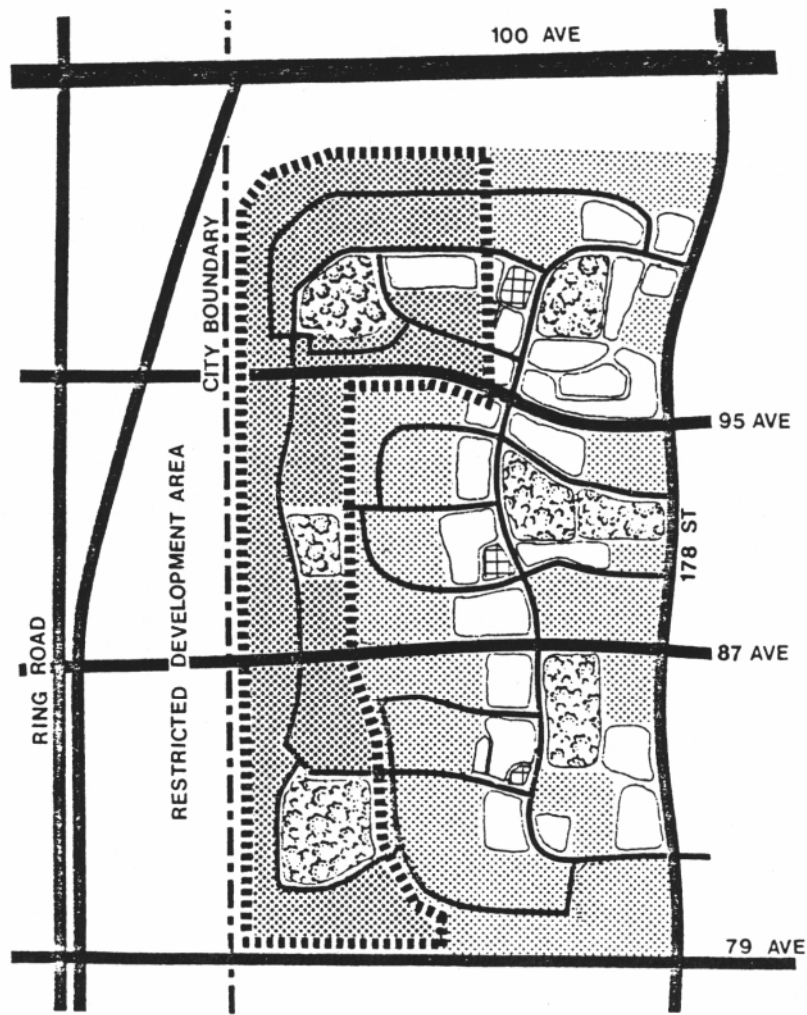 100 AVE
CITY BOUNDARY
95 AVE
178 ST
RESTRICTED DEVELOPMENT AREA
87 AVE
RING ROAD
79 AVE